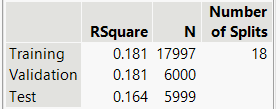 Number
RSquare N of Splits
Training 0.181 17997 18
Validation 0.181 6000
Test 0.164 5999